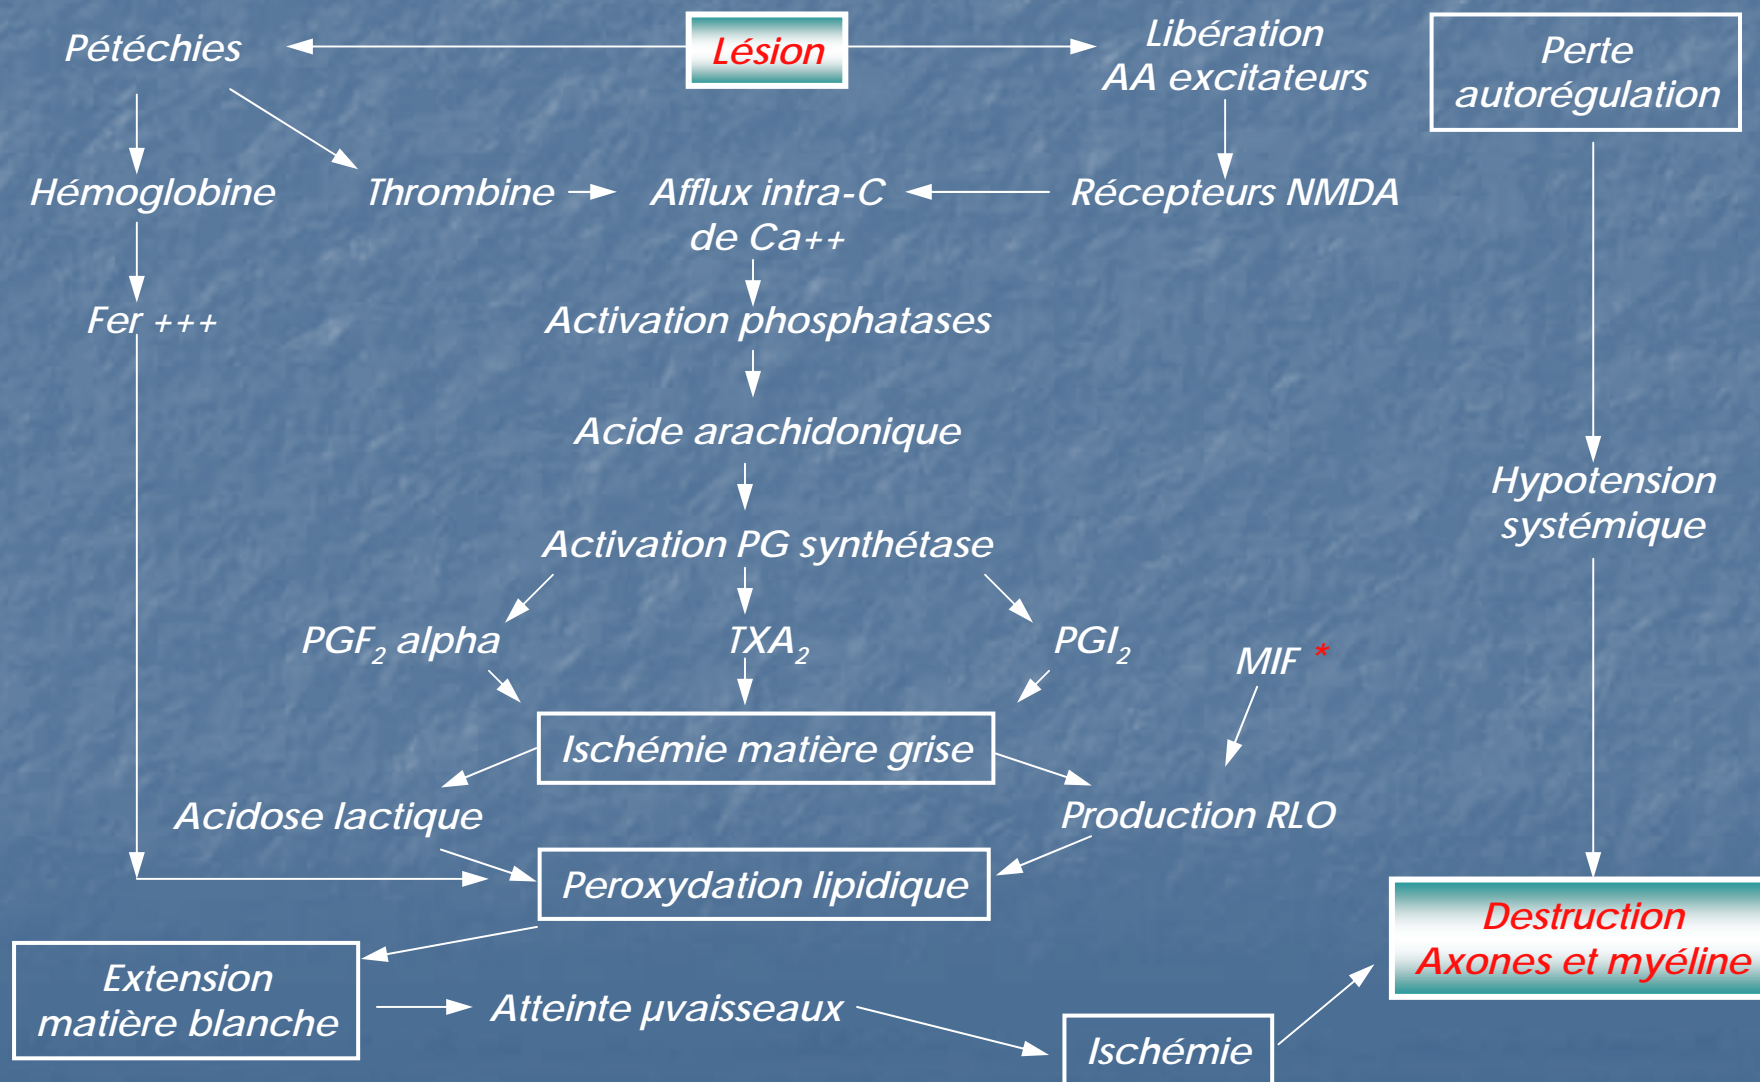 Pétéchies
Lésion
Libération
AA excitateurs
Perte
autorégulation
Hémoglobine
Thrombine
Afflux intra-C
de Ca++
Récepteurs NMDA
Fer +++
Activation phosphatases
Acide arachidonique
Hypotension
systémique
Activation PG synthétase
PGF₂ alpha
TXA₂
PGI₂
MIF *
Ischémie matière grise
Acidose lactique
Production RLO
Peroxydation lipidique
Destruction
Axones et myéline
Extension
matière blanche
Atteinte µvaisseaux
Ischémie